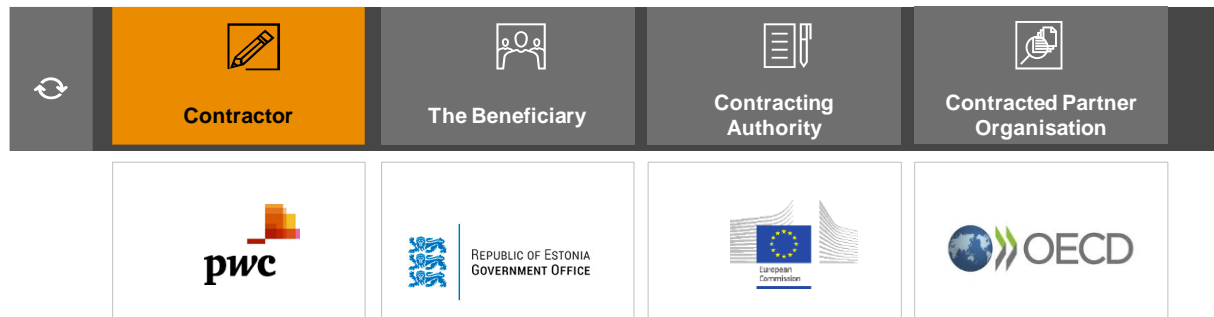 Contractor
The Beneficiary
Contracting
Authority
Contracted Partner
Organisation
pwc
REPUBLIC OF ESTONIA
GOVERNMENT OFFICE
European
Commission
OECD